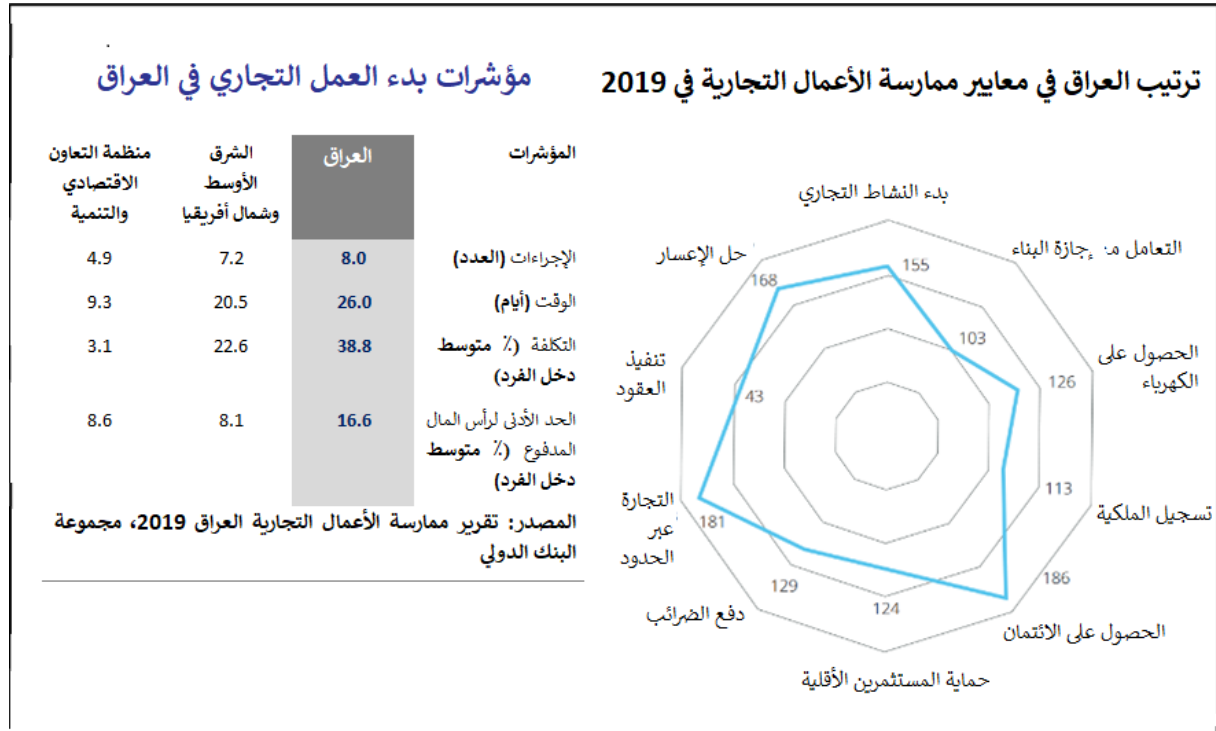 ترتيب العراق في معايير ممارسة الأعمال التجارية في 2019
بدء النشاط التجاري
التعامل مع إجازة البناء
الحصول على
الكهرباء
تسجيل الملكية
الحصول على الائتمان
حماية المستثمرين الأقلية
دفع الضرائب
التجارة
عبر
الحدود
تنفيذ
العقود
حل الإعسار
155
103
126
113
186
124
129
181
43
168
مؤشرات بدء العمل التجاري في العراق
المؤشرات العراق الشرق الأوسط وشمال أفريقيا منظمة التعاون الاقتصادي والتنمية
الإجراءات (العدد) 8.0 7.2 4.9
الوقت (أيام) 26.0 20.5 9.3
التكلفة (٪ متوسط 38.8 22.6 3.1
دخل الفرد)
الحد الأدنى لرأس المال 16.6 8.1 8.6
المدفوع (٪ متوسط
دخل الفرد)
المصدر: تقرير ممارسة الأعمال التجارية العراق 2019، مجموعة
البنك الدولي